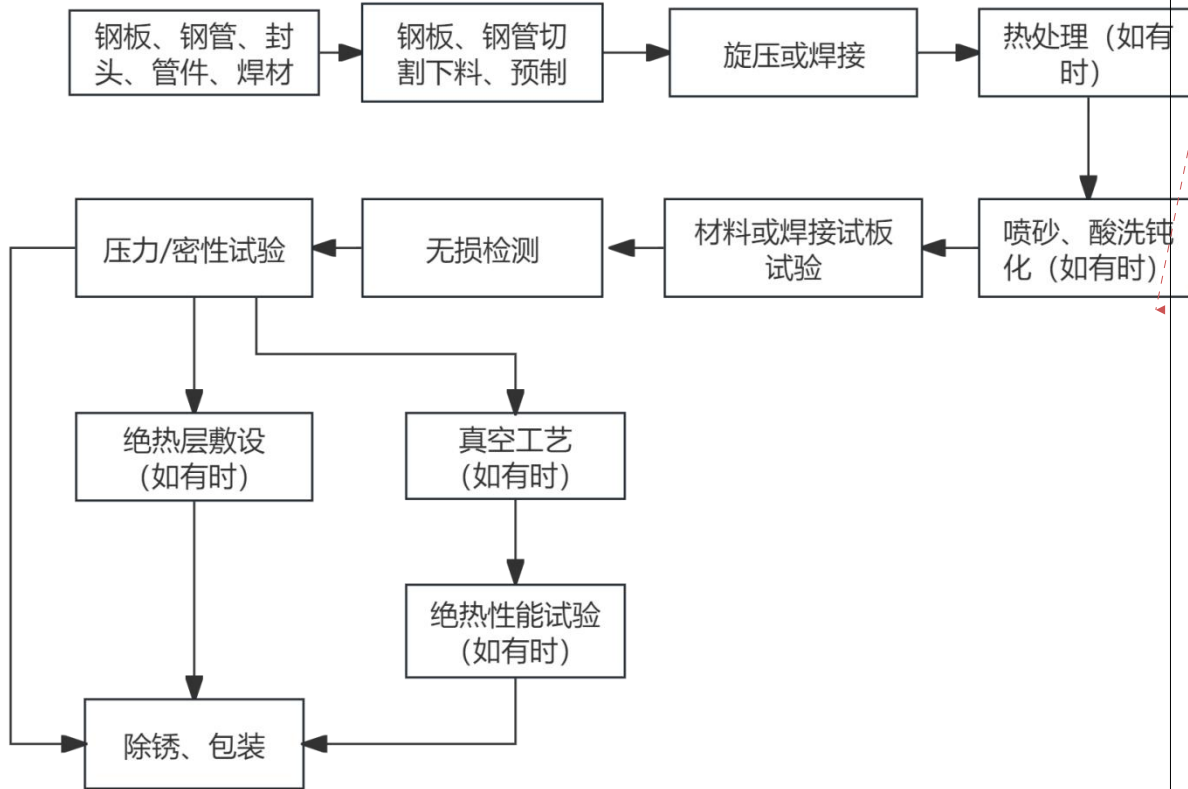 钢板、钢管、封
头、管件、焊材
钢板、钢管切
割下料、预制
旋压或焊接
热处理（如有
时）
喷砂、酸洗钝
化（如有时）
材料或焊接试板
试验
无损检测
压力/密性试验
绝热层敷设
（如有时）
真空工艺
（如有时）
绝热性能试验
（如有时）
除锈、包装